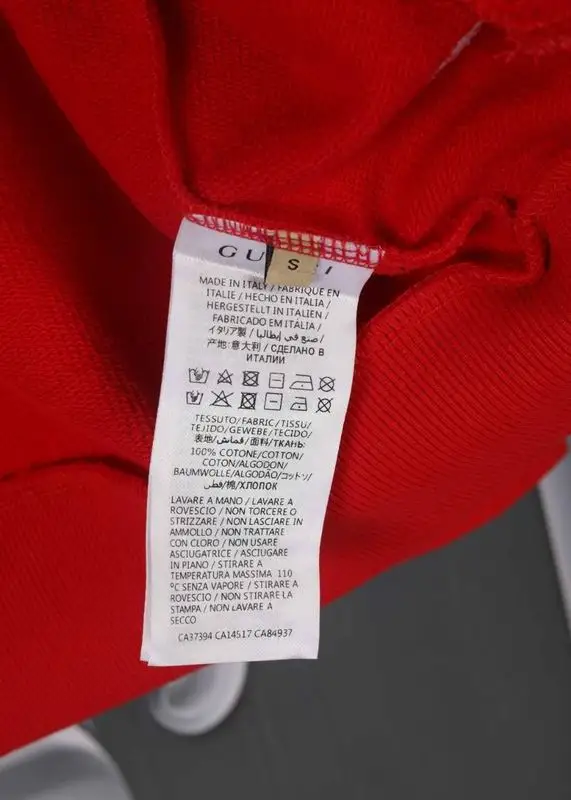 GU I
S
MADE IN ITALY / FABRIQUÉ EN
ITALIE / HECHO EN ITALIA /
HERGESTELLT IN ITALIEN /
FABRICADO EM ITALIA /
イタリア製 / صنع في إيطاليا /
产地:意大利 / СДЕЛАНО В
ИТАЛИИ
TESSUTO/FABRIC/TISSU/
TEJIDO/GEWEBE/TECIDO/
表地/قماش/面料/ТКАНЬ:
100% COTONE/COTTON/
COTON/ALGODON/
BAUMWOLLE/ALGODÃO/コットン/
قطن/棉/ХЛОПОК
LAVARE A MANO / LAVARE A
ROVESCIO / NON TORCERE O
STRIZZARE / NON LASCIARE IN
AMMOLLO / NON TRATTARE
CON CLORO / NON USARE
ASCIUGATRICE / ASCIUGARE
IN PIANO / STIRARE A
TEMPERATURA MASSIMA 110
°C SENZA VAPORE / STIRARE A
ROVESCIO / NON STIRARE LA
STAMPA / NON LAVARE A
SECCO
CA37394 CA14517 CA84937